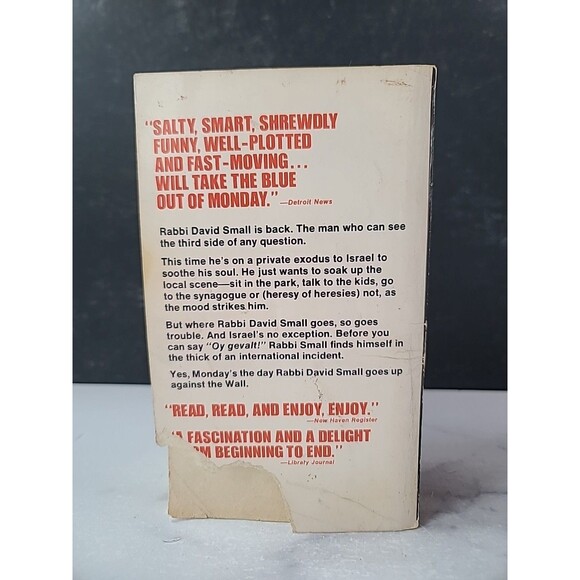 "SALTY, SMART, SHREWDLY
FUNNY, WELL-PLOTTED
AND FAST-MOVING...
WILL TAKE THE BLUE
OUT OF MONDAY." —Detroit News
Rabbi David Small is back. The man who can see
the third side of any question.
This time he's on a private exodus to Israel to
soothe his soul. He just wants to soak up the
local scene—sit in the park, talk to the kids, go
to the synagogue or (heresy of heresies) not, as
the mood strikes him.
But where Rabbi David Small goes, so goes
trouble. And Israel's no exception. Before you
can say "Oy gevalt!" Rabbi Small finds himself in
the thick of an international incident.
Yes, Monday's the day Rabbi David Small goes up
against the Wall.
"READ, READ, AND ENJOY, ENJOY."
—New Haven Register
"A FASCINATION AND A DELIGHT
OM BEGINNING TO END."
—Library Journal